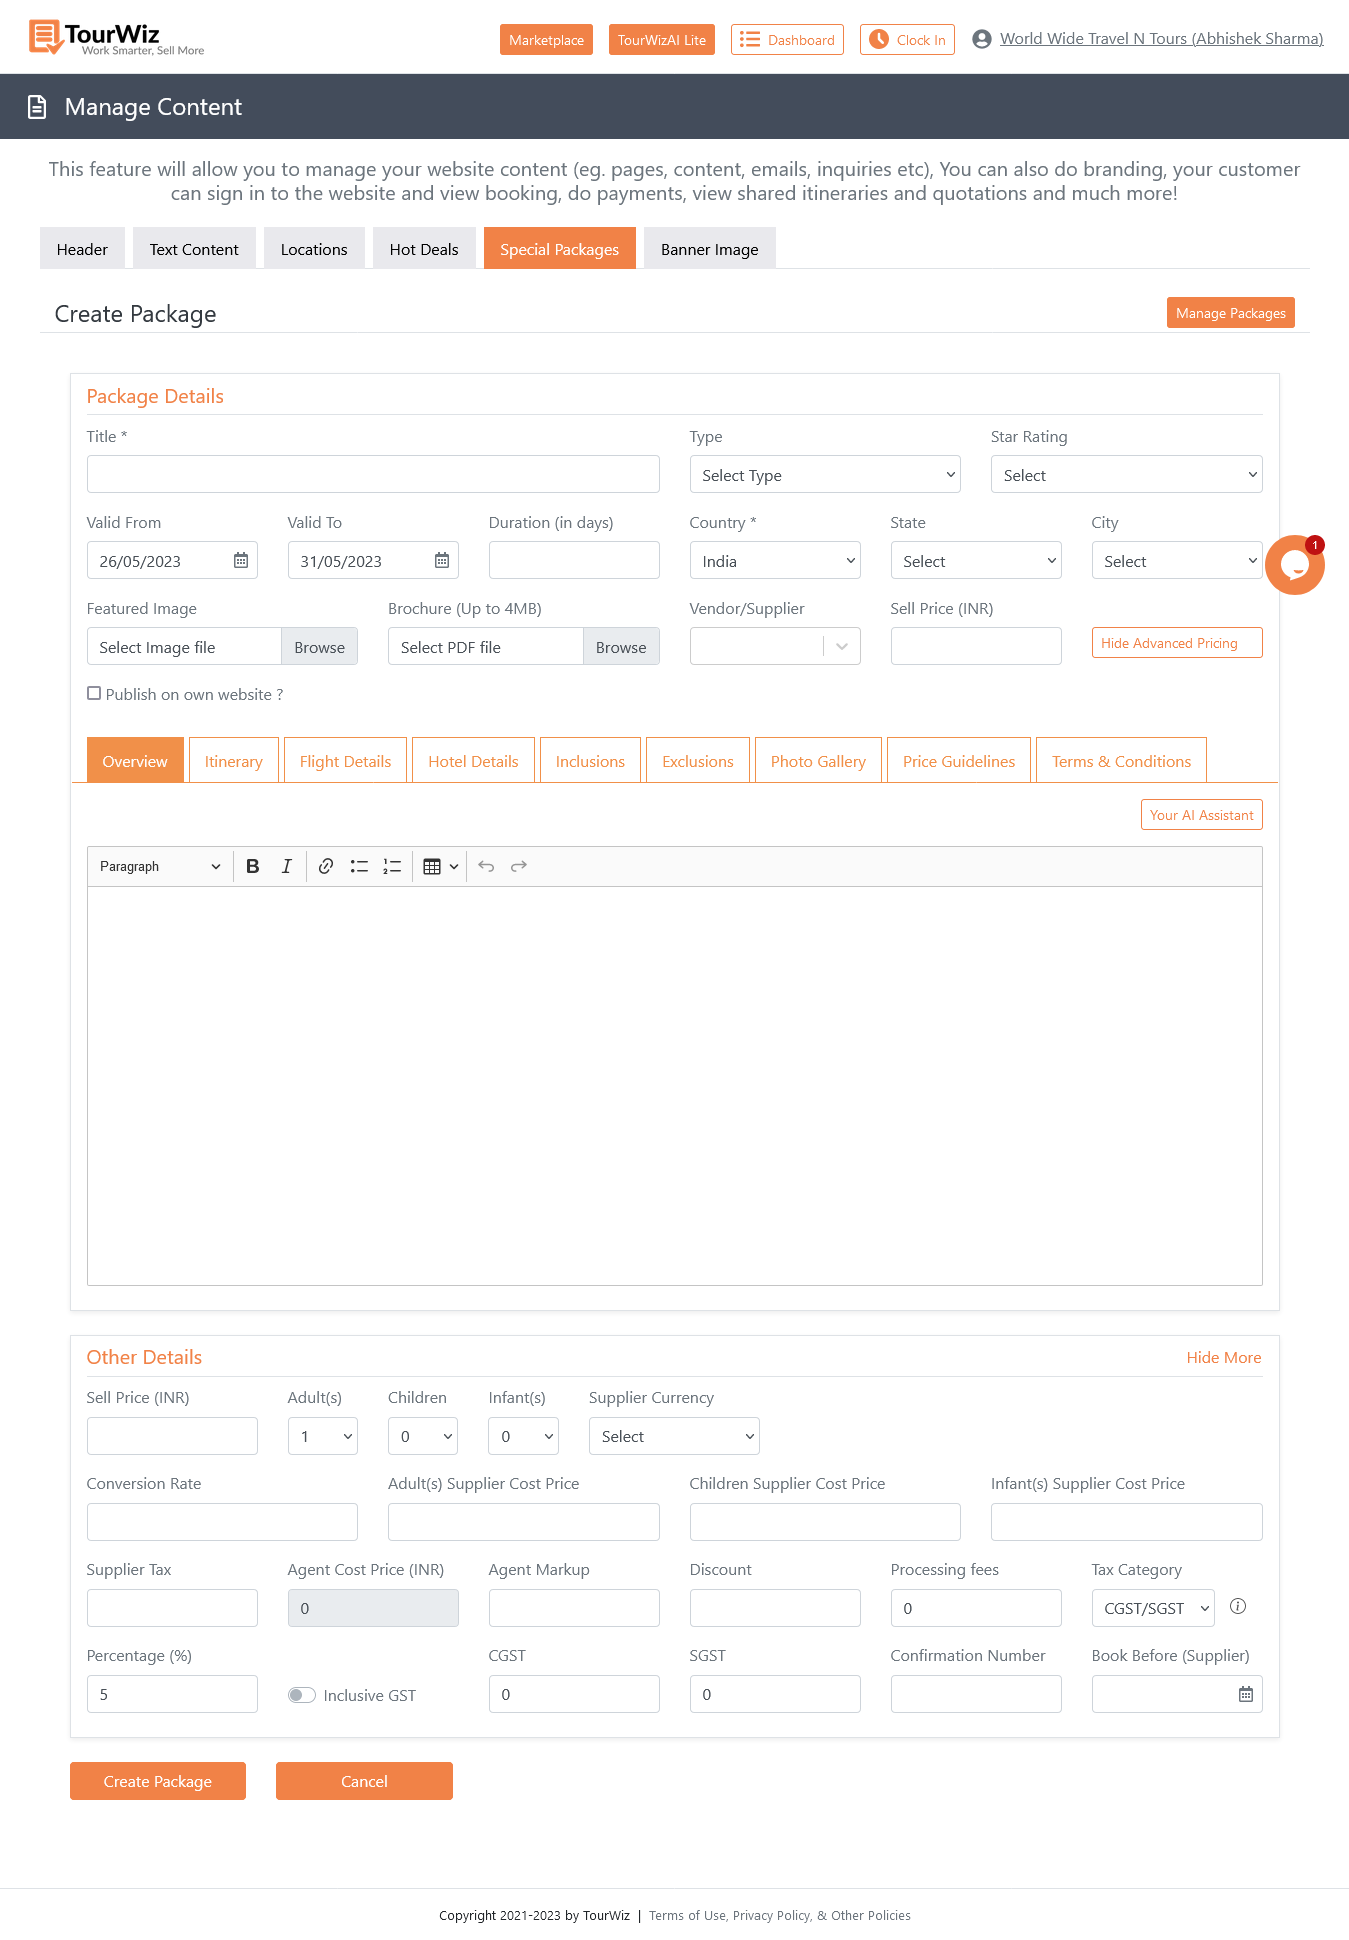 TourWiz
Work Smarter, Sell More
Marketplace
TourWizAI Lite
Dashboard
Clock In
World Wide Travel N Tours (Abhishek Sharma)
Manage Content
This feature will allow you to manage your website content (eg. pages, content, emails, inquiries etc), You can also do branding, your customer
can sign in to the website and view booking, do payments, view shared itineraries and quotations and much more!
Header
Text Content
Locations
Hot Deals
Special Packages
Banner Image
Create Package
Manage Packages
Package Details
Title *
Type
Star Rating
Select Type
Select
Valid From
Valid To
Duration (in days)
Country *
State
City
26/05/2023
31/05/2023
India
Select
Select
1
Featured Image
Brochure (Up to 4MB)
Vendor/Supplier
Sell Price (INR)
Select Image file
Browse
Select PDF file
Browse
Hide Advanced Pricing
Publish on own website ?
Overview
Itinerary
Flight Details
Hotel Details
Inclusions
Exclusions
Photo Gallery
Price Guidelines
Terms & Conditions
Your AI Assistant
Paragraph
B
I
Other Details
Hide More
Sell Price (INR)
Adult(s)
Children
Infant(s)
Supplier Currency
1
0
0
Select
Conversion Rate
Adult(s) Supplier Cost Price
Children Supplier Cost Price
Infant(s) Supplier Cost Price
Supplier Tax
Agent Cost Price (INR)
Agent Markup
Discount
Processing fees
Tax Category
0
0
CGST/SGST
Percentage (%)
CGST
SGST
Confirmation Number
Book Before (Supplier)
5
Inclusive GST
0
0
Create Package
Cancel
Copyright 2021-2023 by TourWiz | Terms of Use, Privacy Policy, & Other Policies